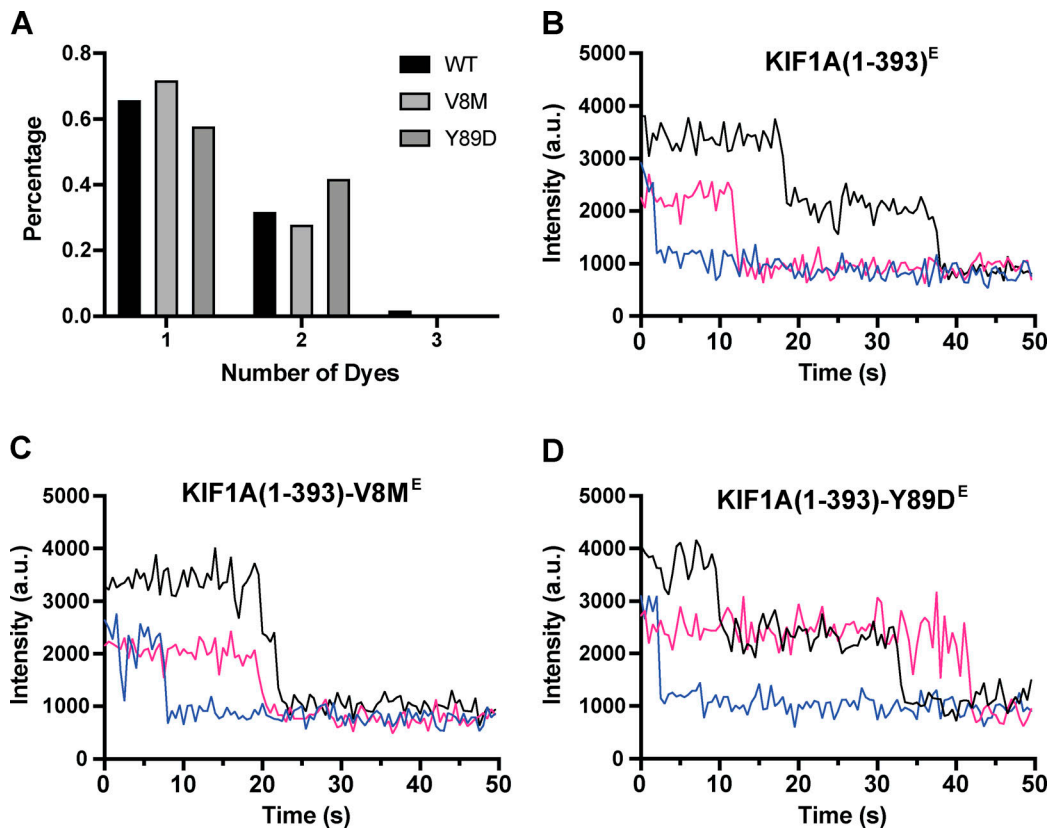 A
0.8
0.6
0.4
0.2
0.0
Percentage
WT
V8M
Y89D
1 2 3
Number of Dyes
B
KIF1A(1-393)E
5000
4000
3000
2000
1000
0
Intensity (a.u.)
0 10 20 30 40 50
Time (s)
C
KIF1A(1-393)-V8ME
5000
4000
3000
2000
1000
0
Intensity (a.u.)
0 10 20 30 40 50
Time (s)
D
KIF1A(1-393)-Y89DE
5000
4000
3000
2000
1000
0
Intensity (a.u.)
0 10 20 30 40 50
Time (s)